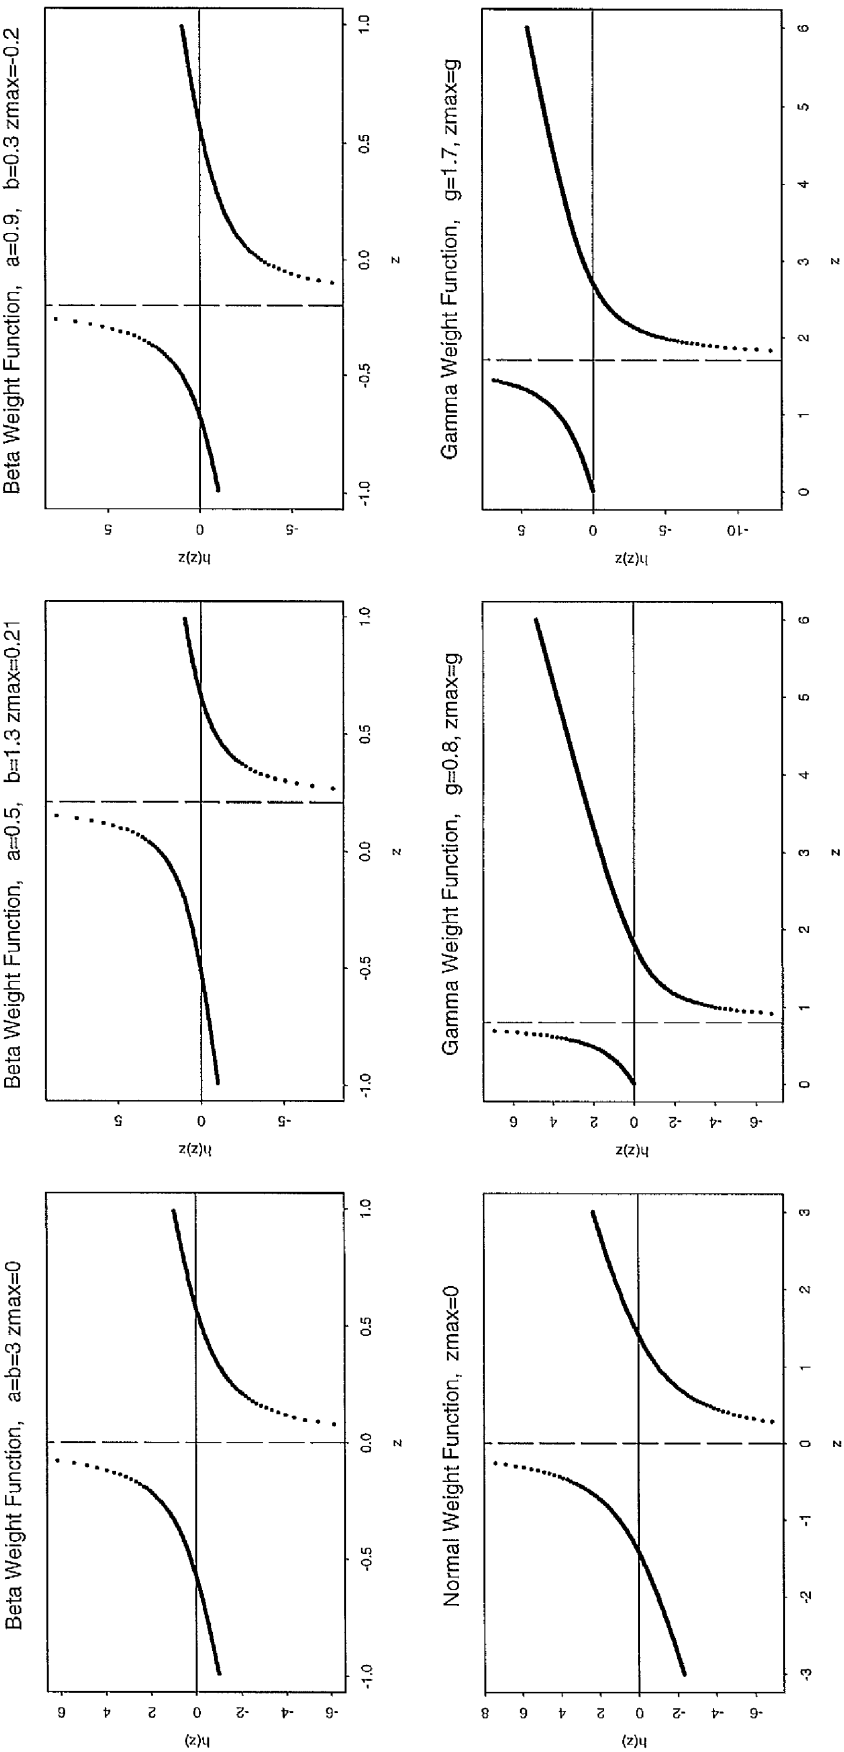 Beta Weight Function, a=b=3 zmax=0
h(z)
6
4
2
0
-2
-4
-6
-1.0 -0.5 0.0 0.5 1.0
z
Beta Weight Function, a=0.5, b=1.3 zmax=0.21
h(z)z
5
0
-5
-1.0 -0.5 0.0 0.5 1.0
z
Beta Weight Function, a=0.9, b=0.3 zmax=-0.2
h(z)z
5
0
-5
-1.0 -0.5 0.0 0.5 1.0
z
Normal Weight Function, zmax=0
h(z)
8
6
4
2
0
-2
-4
-6
-3 -2 -1 0 1 2 3
z
Gamma Weight Function, g=0.8, zmax=g
h(z)z
6
4
2
0
-2
-4
-6
0 1 2 3 4 5 6
z
Gamma Weight Function, g=1.7, zmax=g
h(z)z
5
0
-5
-10
0 1 2 3 4 5 6
z